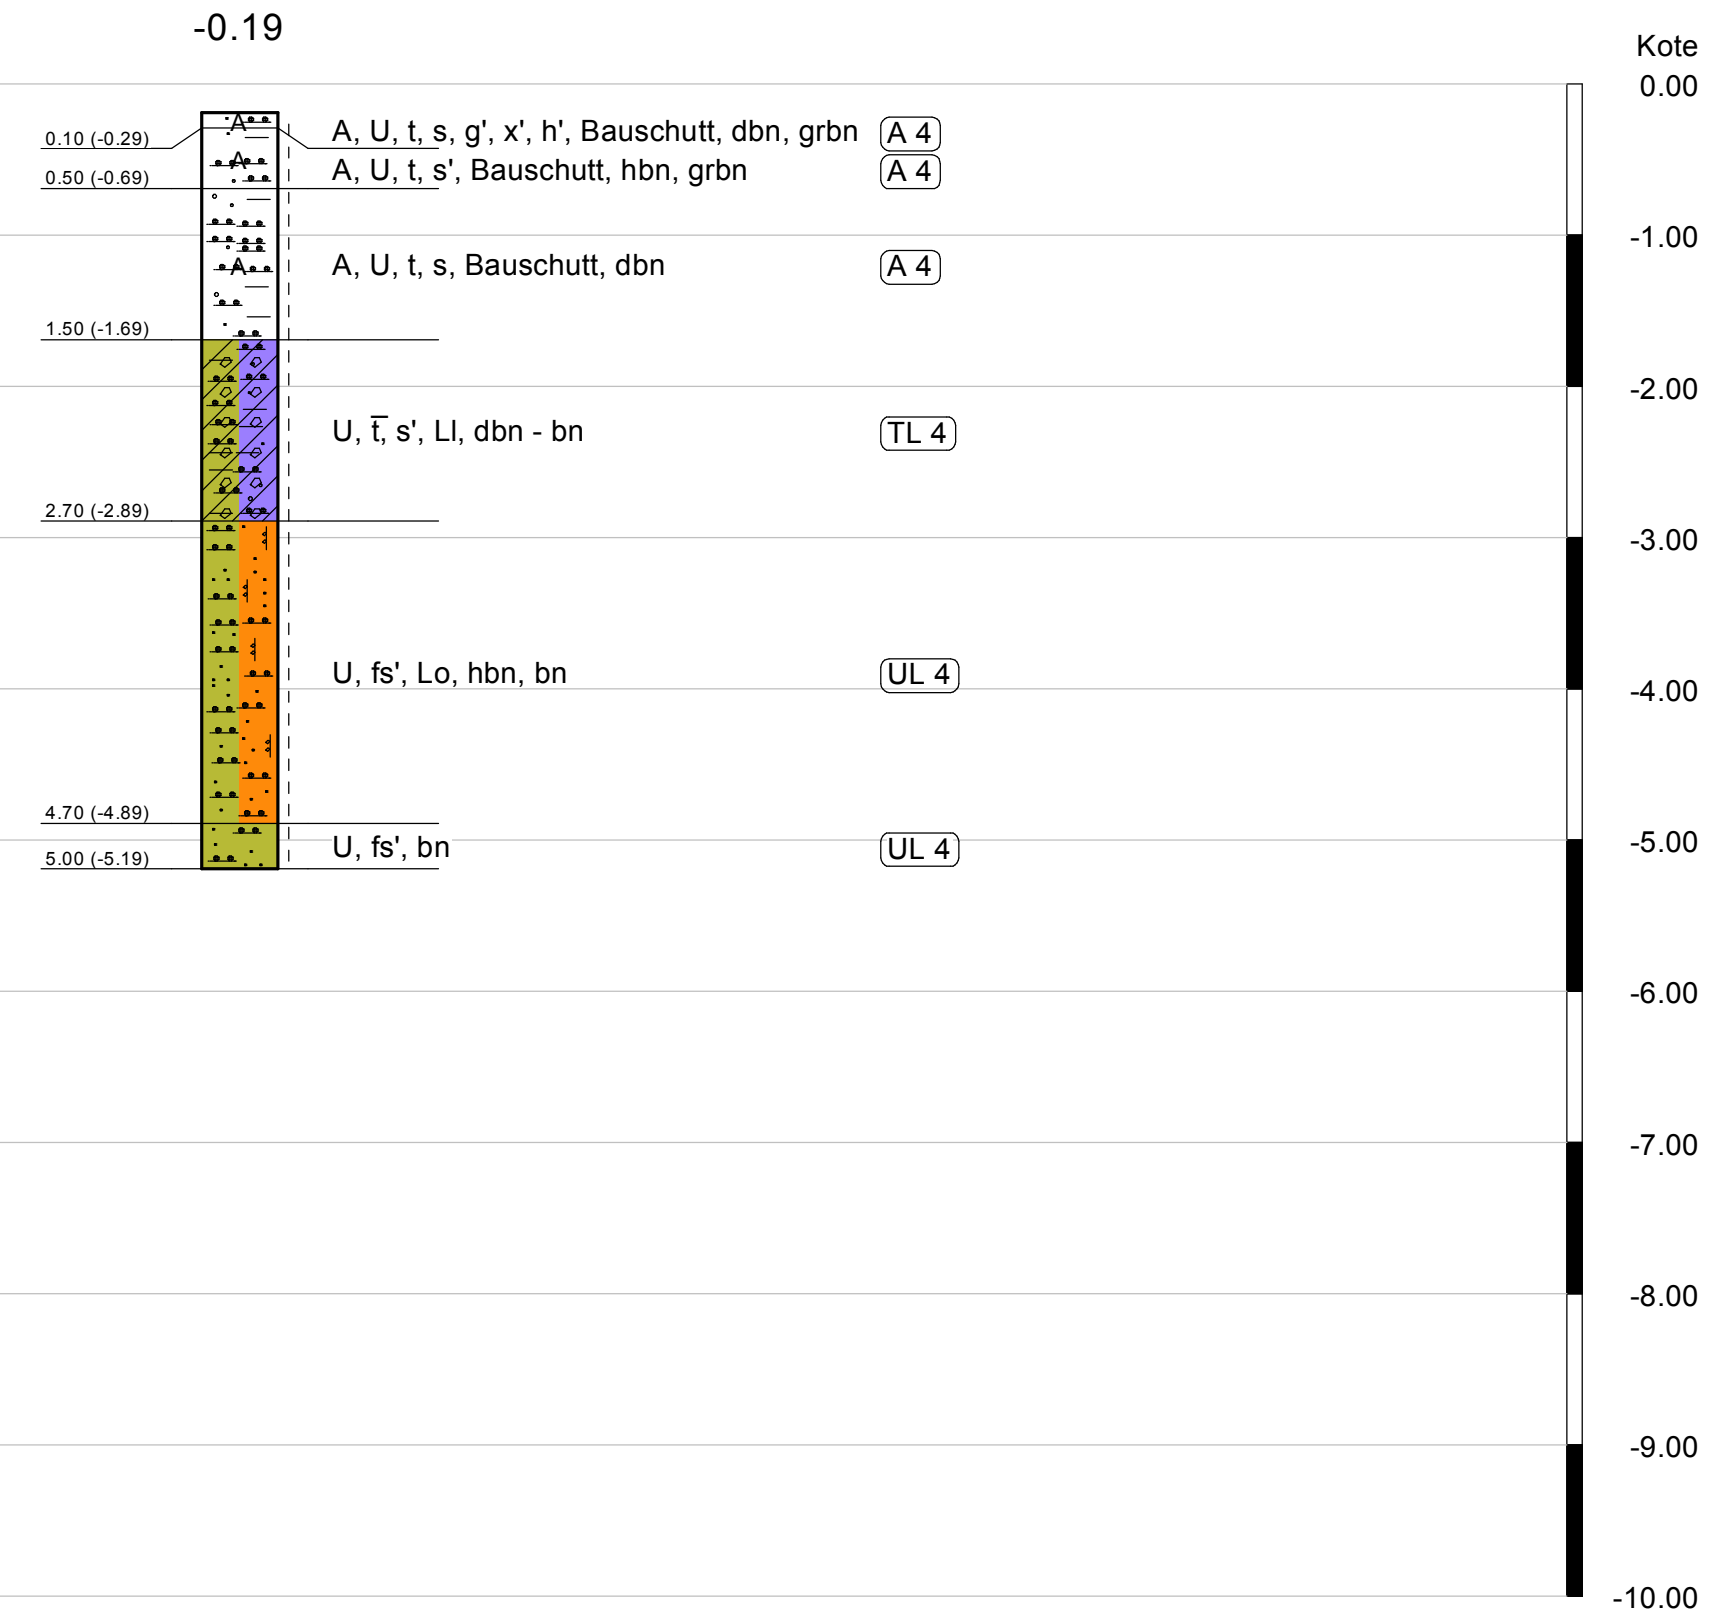 -0.19
Kote
0.00
0.10 (-0.29)
A
A, U, t, s, g', x', h', Bauschutt, dbn, grbn
A 4
0.50 (-0.69)
A
A, U, t, s', Bauschutt, hbn, grbn
A 4
-1.00
A
A, U, t, s, Bauschutt, dbn
A 4
1.50 (-1.69)
-2.00
U, t̅, s', Ll, dbn - bn
TL 4
2.70 (-2.89)
-3.00
U, fs', Lo, hbn, bn
UL 4
-4.00
4.70 (-4.89)
-5.00
U, fs', bn
UL 4
5.00 (-5.19)
-6.00
-7.00
-8.00
-9.00
-10.00